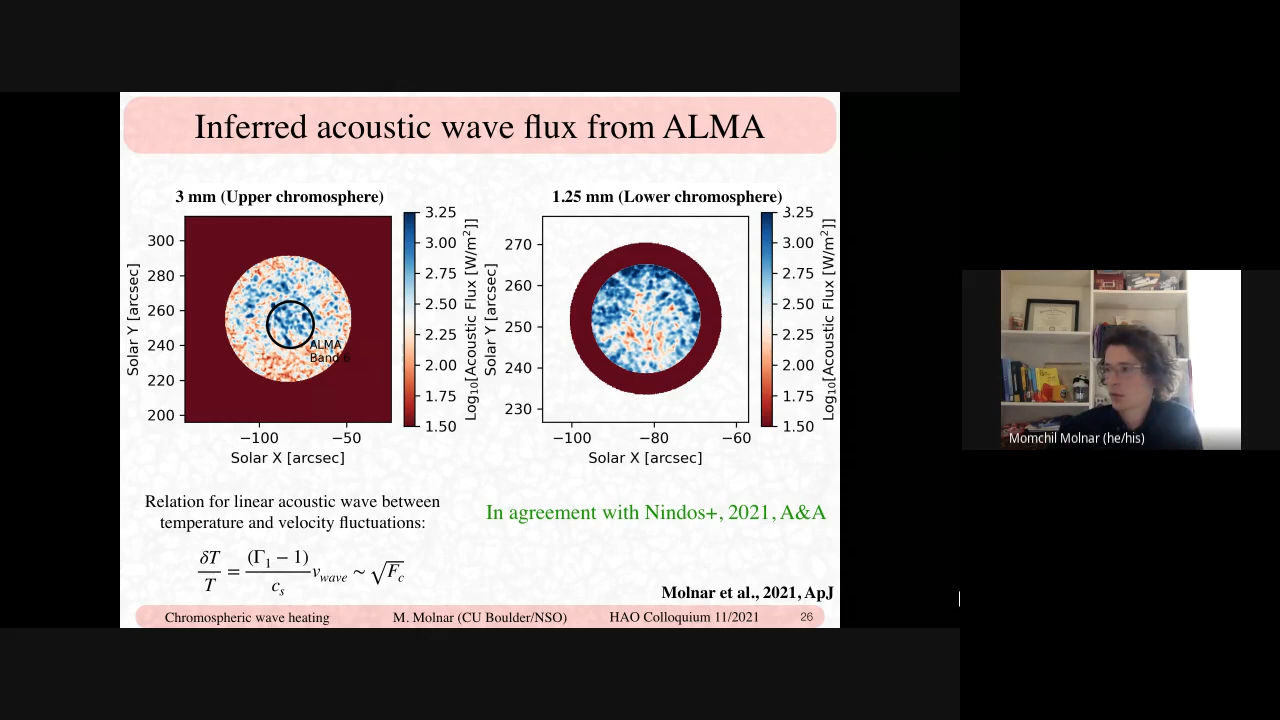 Inferred acoustic wave flux from ALMA
3 mm (Upper chromosphere)
300
280
260
240
220
200
−100
−50
Solar Y [arcsec]
Solar X [arcsec]
ALMA
Band 6
3.25
3.00
2.75
2.50
2.25
2.00
1.75
1.50
Log₁₀[Acoustic Flux [W/m²]]
1.25 mm (Lower chromosphere)
270
260
250
240
230
−100
−80
−60
Solar Y [arcsec]
Solar X [arcsec]
3.25
3.00
2.75
2.50
2.25
2.00
1.75
1.50
Log₁₀[Acoustic Flux [W/m²]]
Relation for linear acoustic wave between
temperature and velocity fluctuations:
δT/T = (Γ₁ − 1)/c_s v_wave ~ √F_c
In agreement with Nindos+, 2021, A&A
Molnar et al., 2021, ApJ
Chromospheric wave heating M. Molnar (CU Boulder/NSO) HAO Colloquium 11/2021 26
Momchil Molnar (he/his)